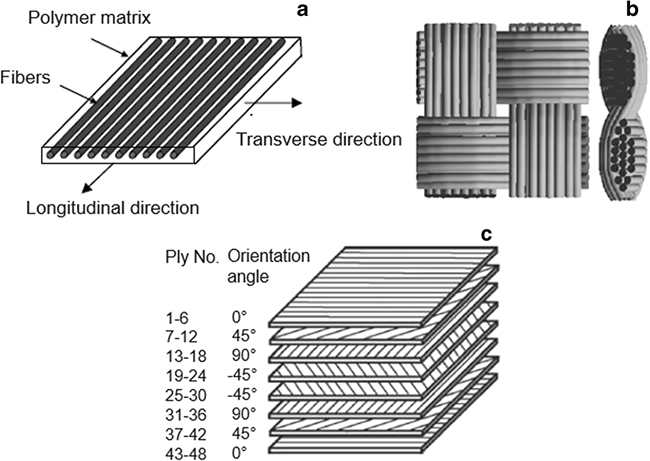 a
Polymer matrix
Fibers
Transverse direction
Longitudinal direction
b
c
Ply No. Orientation angle
1-6 0°
7-12 45°
13-18 90°
19-24 -45°
25-30 -45°
31-36 90°
37-42 45°
43-48 0°